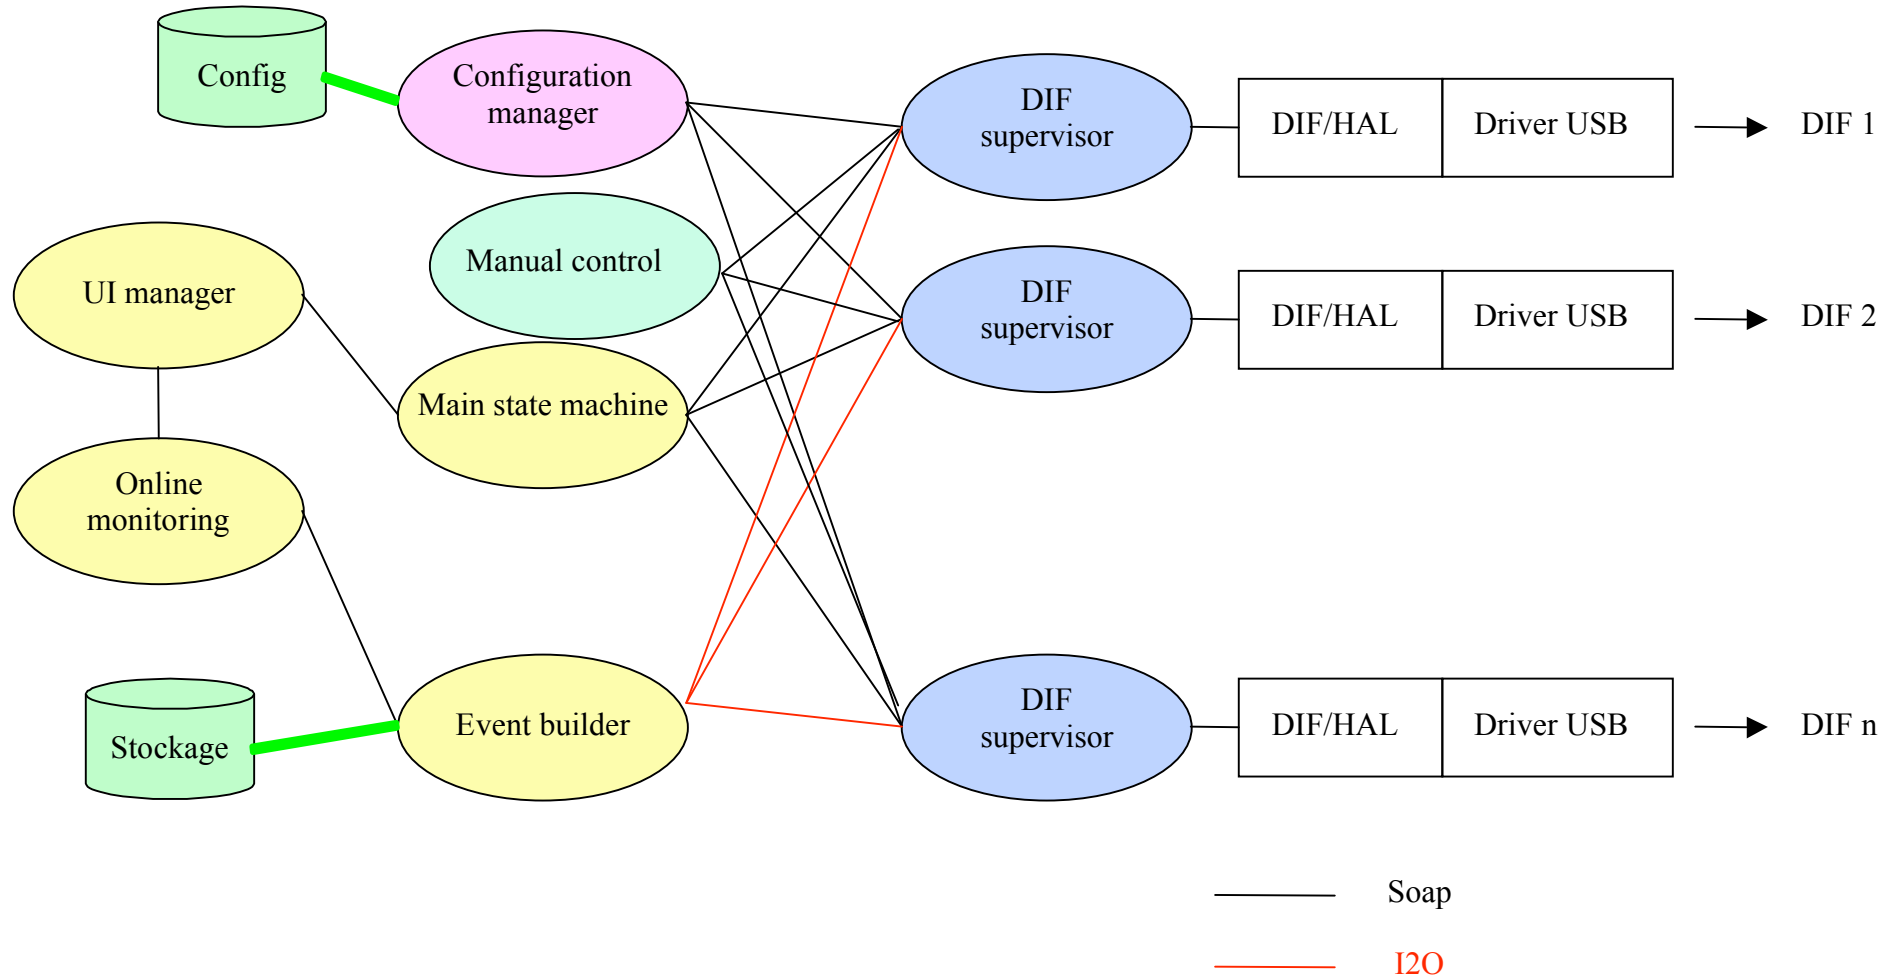 Config
Configuration
manager
DIF
supervisor
DIF/HAL
Driver USB
DIF 1
Manual control
UI manager
DIF
supervisor
DIF/HAL
Driver USB
DIF 2
Main state machine
Online
monitoring
Stockage
Event builder
DIF
supervisor
DIF/HAL
Driver USB
DIF n
Soap
I2O